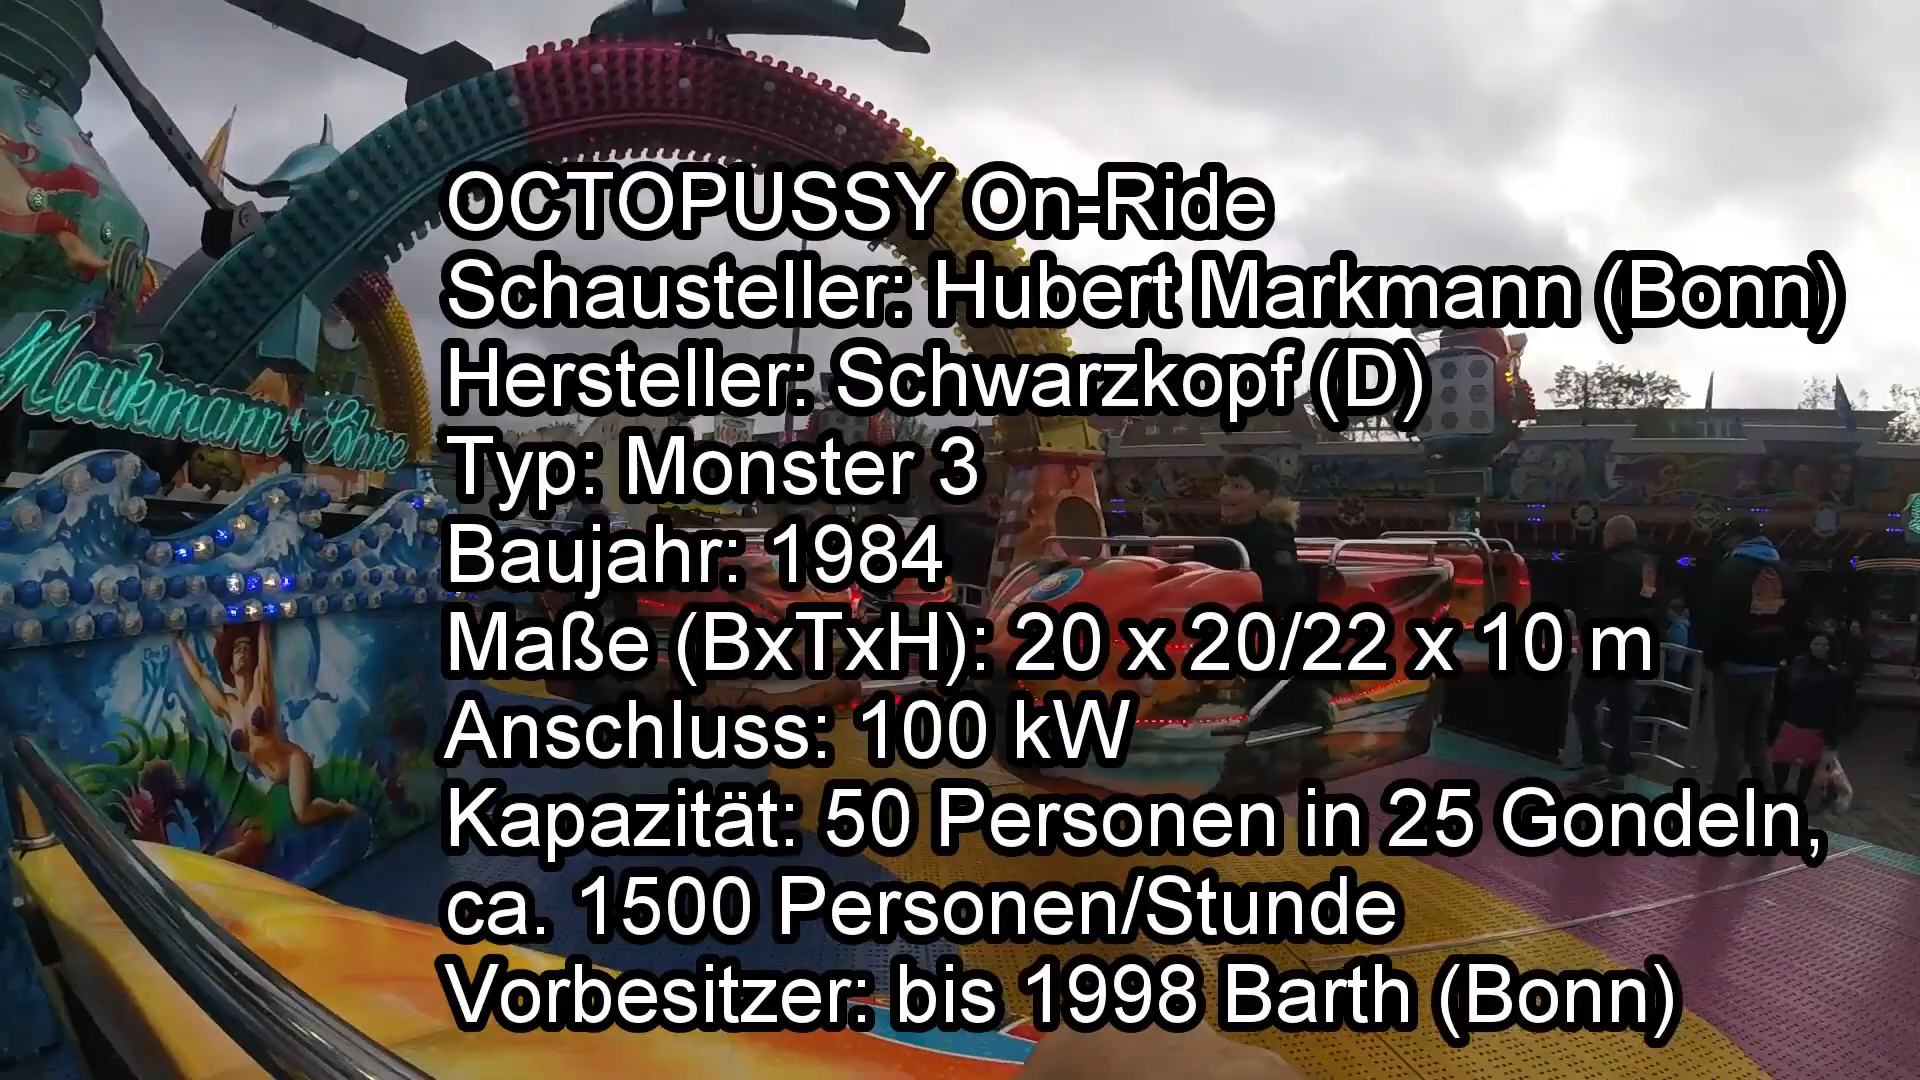 OCTOPUSSY On-Ride
Schausteller: Hubert Markmann (Bonn)
Hersteller: Schwarzkopf (D)
Typ: Monster 3
Baujahr: 1984
Maße (BxTxH): 20 x 20/22 x 10 m
Anschluss: 100 kW
Kapazität: 50 Personen in 25 Gondeln,
ca. 1500 Personen/Stunde
Vorbesitzer: bis 1998 Barth (Bonn)
Markmann + Söhne